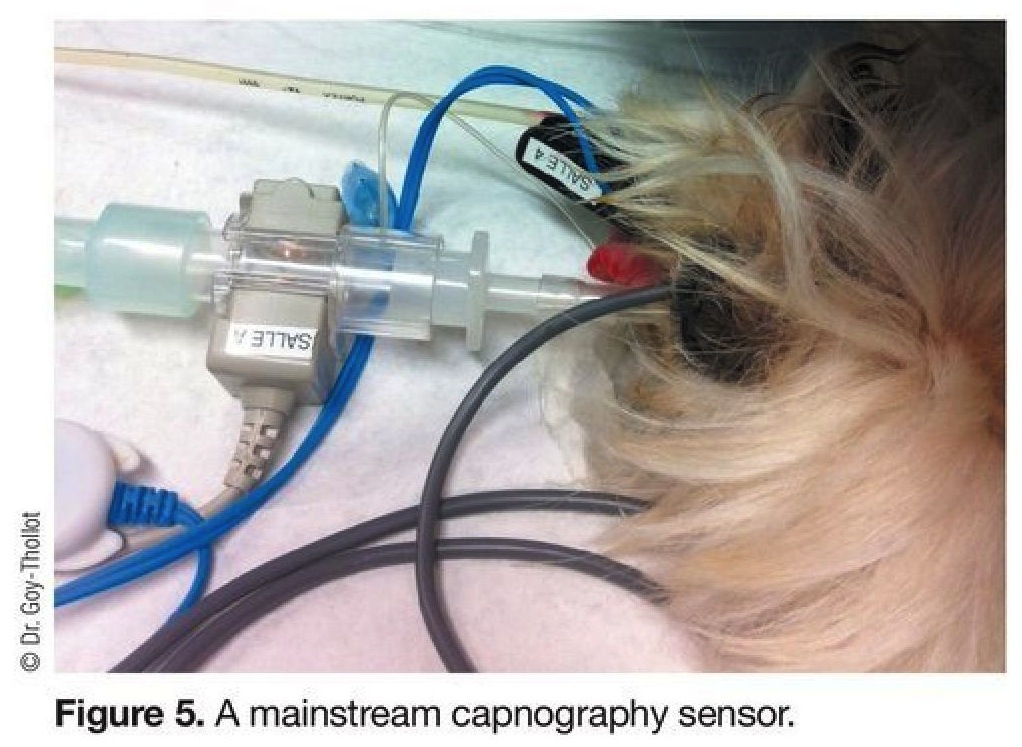 SALLE 4
SALLE A
© Dr. Goy-Thollot
Figure 5. A mainstream capnography sensor.